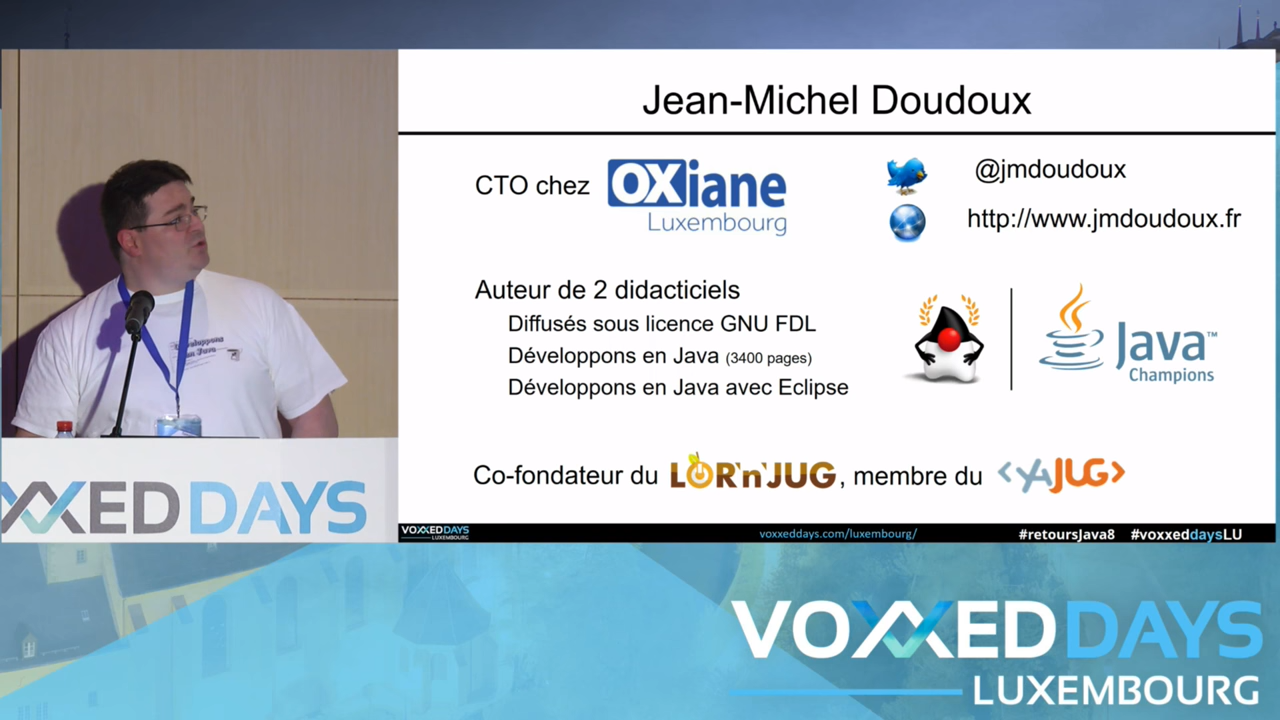 Jean-Michel Doudoux
CTO chez OXiane
Luxembourg
@jmdoudoux
http://www.jmdoudoux.fr
Auteur de 2 didacticiels
Diffusés sous licence GNU FDL
Développons en Java (3400 pages)
Développons en Java avec Eclipse
Java™
Champions
Co-fondateur du LOR'n'JUG, membre du <YAJUG>
VOXXED DAYS
LUXEMBOURG
voxxeddays.com/luxembourg/
#retoursJava8 #voxxeddaysLU
XXED DAYS
VOXXED DAYS
LUXEMBOURG